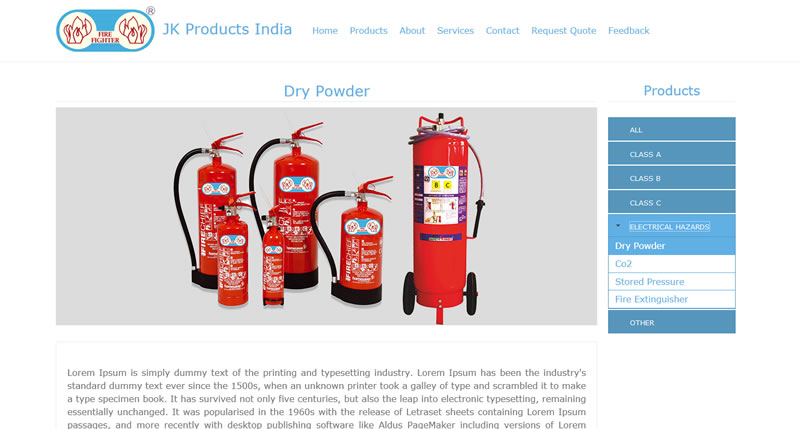 FIRE
FIGHTER
®
JK Products India
Home Products About Services Contact Request Quote Feedback
Dry Powder
Products
ALL
CLASS A
CLASS B
CLASS C
ELECTRICAL HAZARDS
Dry Powder
Co2
Stored Pressure
Fire Extinguisher
OTHER
FIRECHIEF
FIRECHIEF
FIRECHIEF
FIRECHIEF
FIRECHIEF
B C
Lorem Ipsum is simply dummy text of the printing and typesetting industry. Lorem Ipsum has been the industry's
standard dummy text ever since the 1500s, when an unknown printer took a galley of type and scrambled it to make
a type specimen book. It has survived not only five centuries, but also the leap into electronic typesetting, remaining
essentially unchanged. It was popularised in the 1960s with the release of Letraset sheets containing Lorem Ipsum
passages, and more recently with desktop publishing software like Aldus PageMaker including versions of Lorem